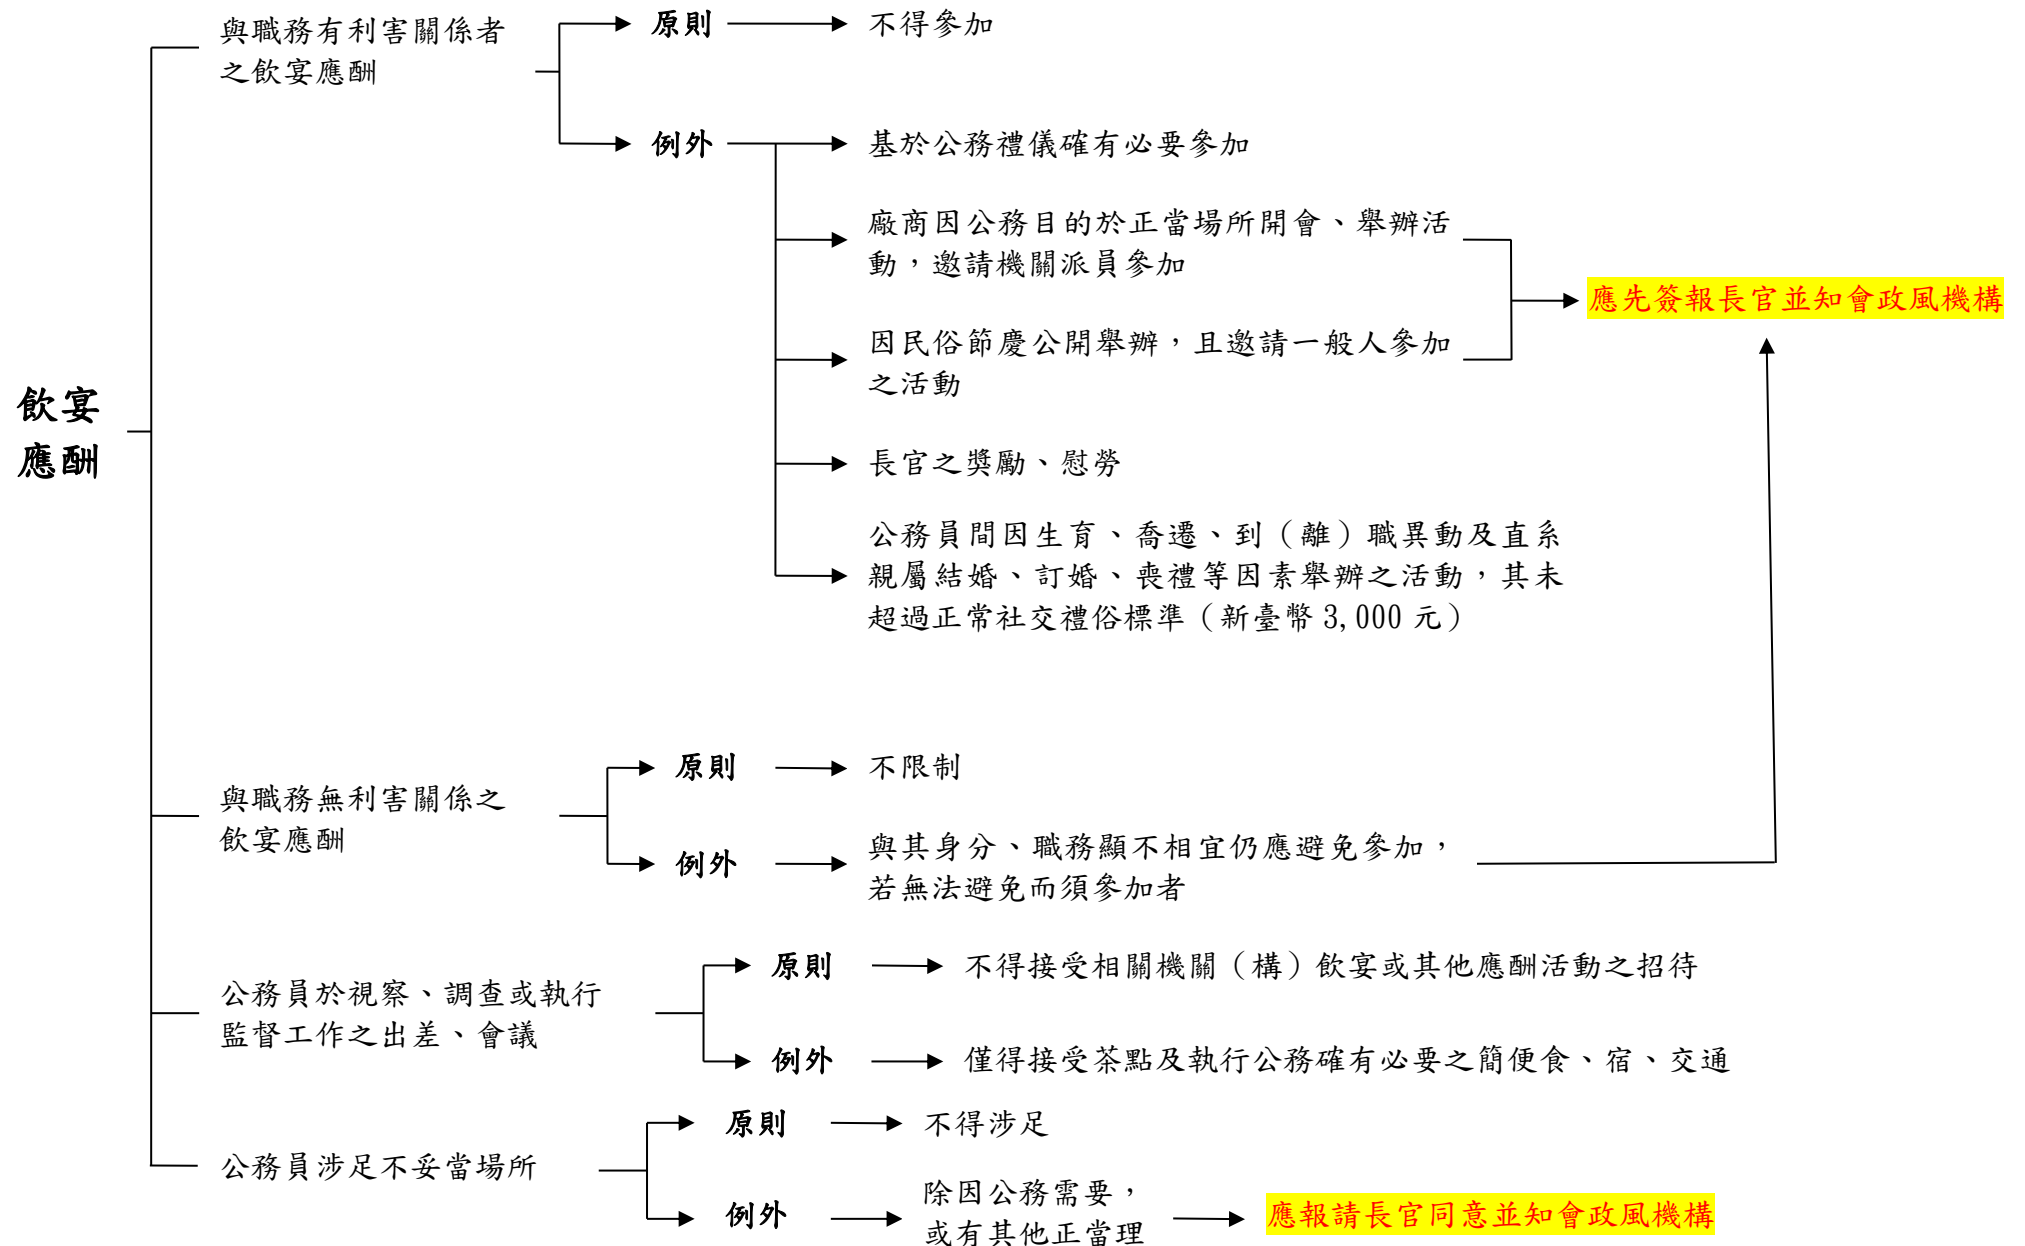 飲宴
應酬
與職務有利害關係者
之飲宴應酬
原則
不得參加
例外
基於公務禮儀確有必要參加
廠商因公務目的於正當場所開會、舉辦活
動，邀請機關派員參加
因民俗節慶公開舉辦，且邀請一般人參加
之活動
應先簽報長官並知會政風機構
長官之獎勵、慰勞
公務員間因生育、喬遷、到（離）職異動及直系
親屬結婚、訂婚、喪禮等因素舉辦之活動，其未
超過正常社交禮俗標準（新臺幣 3,000 元）
與職務無利害關係之
飲宴應酬
原則
不限制
例外
與其身分、職務顯不相宜仍應避免參加，
若無法避免而須參加者
公務員於視察、調查或執行
監督工作之出差、會議
原則
不得接受相關機關（構）飲宴或其他應酬活動之招待
例外
僅得接受茶點及執行公務確有必要之簡便食、宿、交通
公務員涉足不妥當場所
原則
不得涉足
例外
除因公務需要，
或有其他正當理
應報請長官同意並知會政風機構